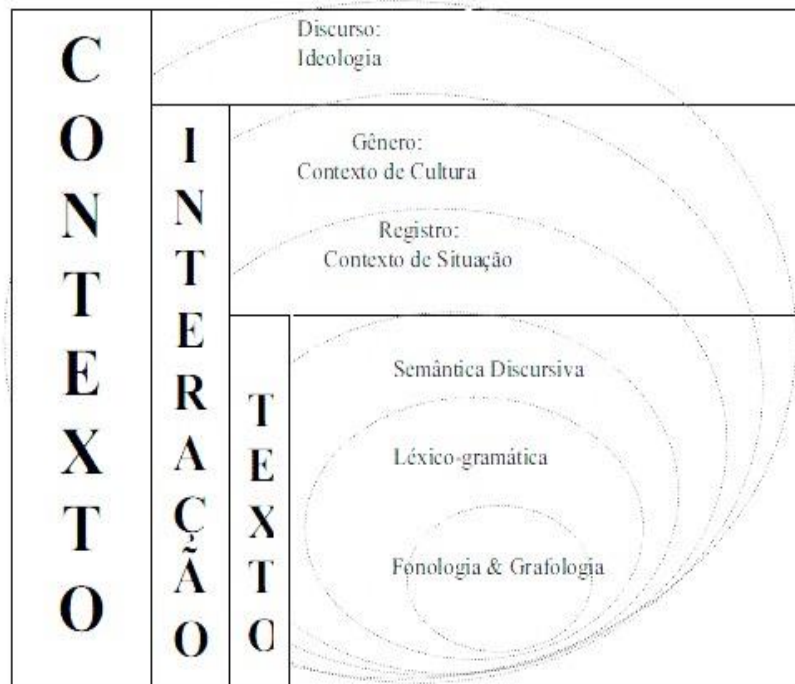 CONTEXTO
INTERAÇÃO
TEXTO
Discurso:
Ideologia
Gênero:
Contexto de Cultura
Registro:
Contexto de Situação
Semântica Discursiva
Léxico-gramática
Fonologia & Grafologia